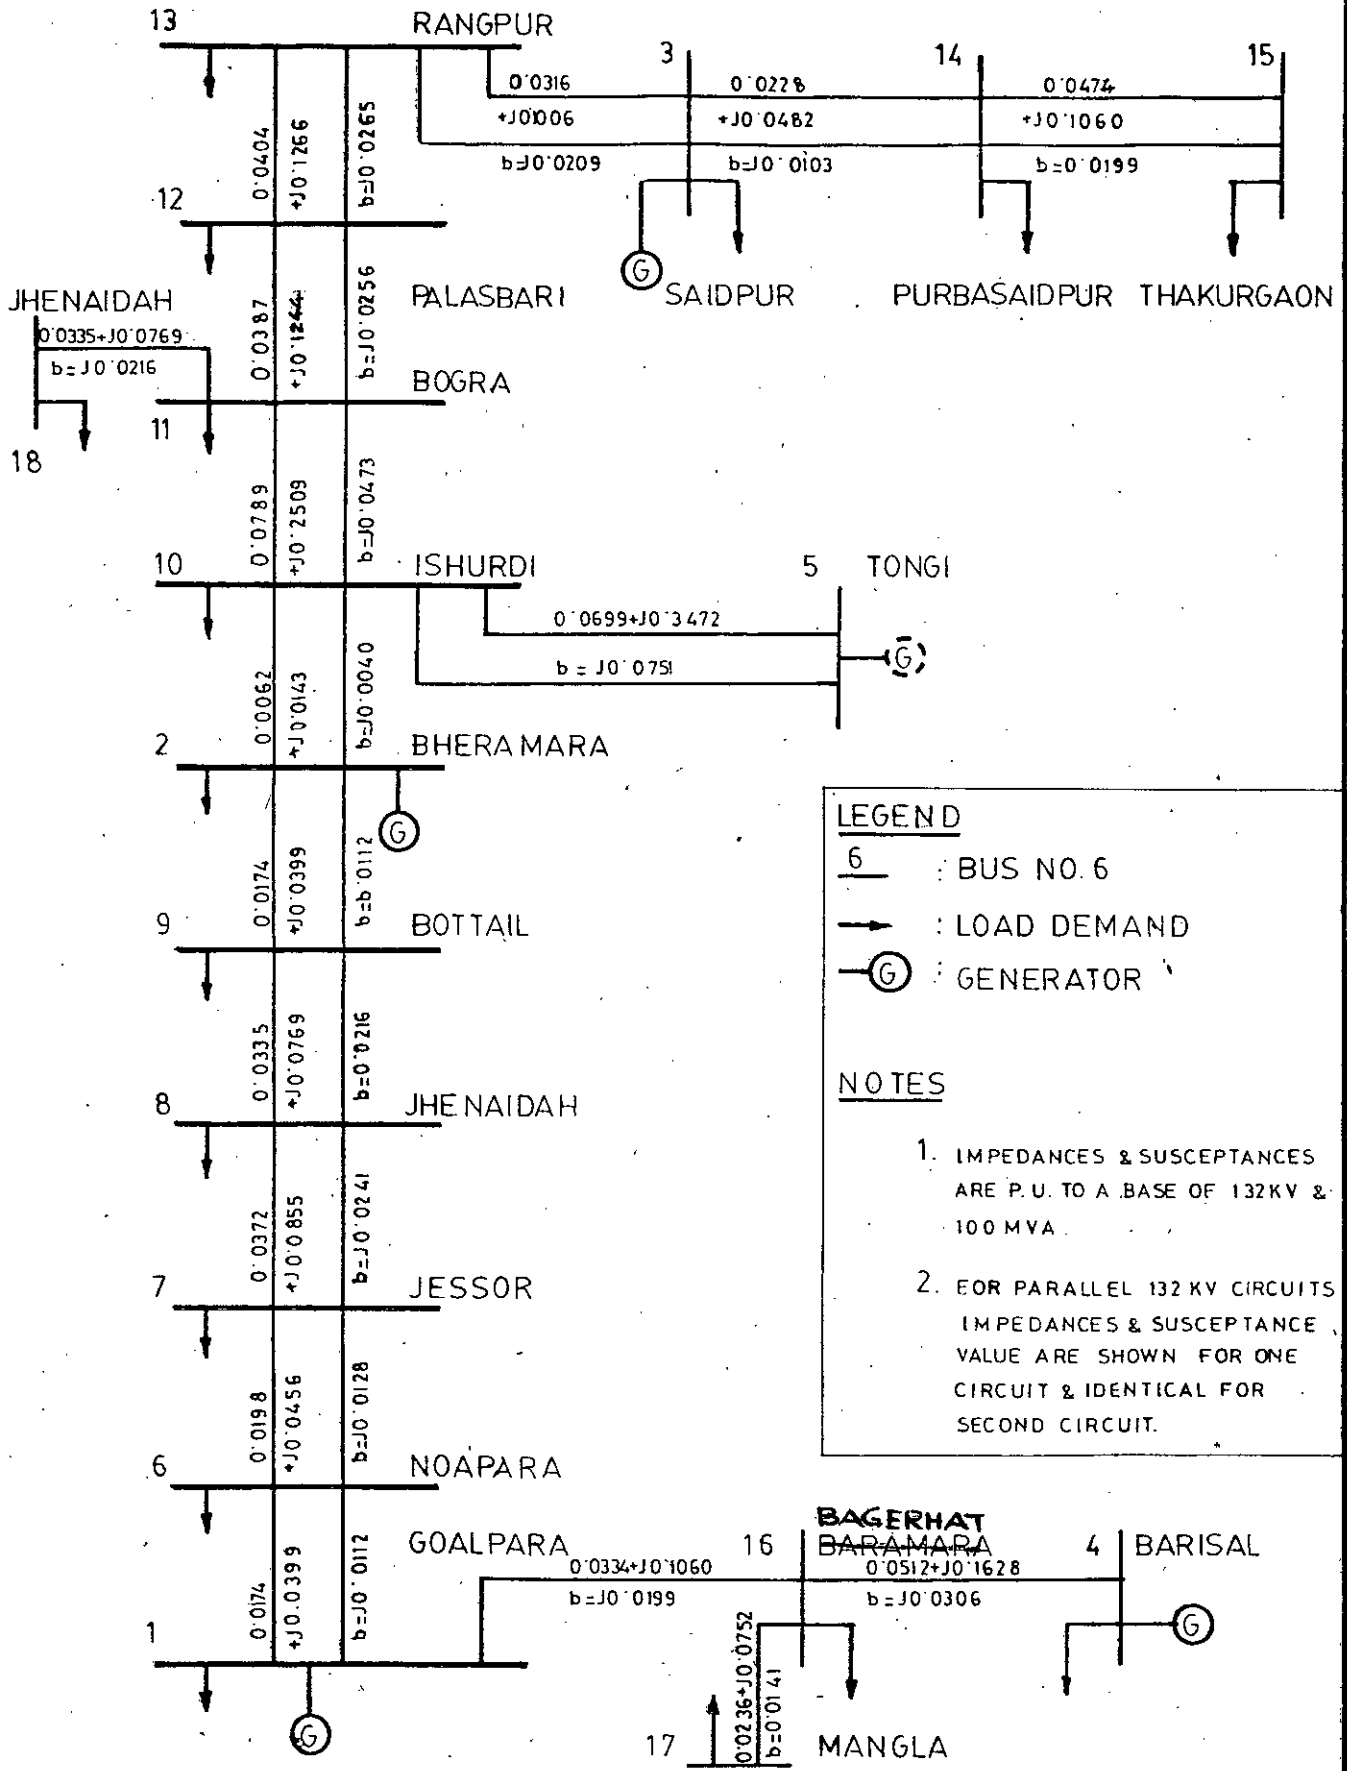 13 RANGPUR
3
14
15
0.0316
+J0.1006
b=J0.0209
0.0228
+J0.0482
b=J0.0103
0.0474
+J0.1060
b=0.0199
0.0404
+J0.1266
b=J0.0265
12
PALASBARI
G
SAIDPUR
PURBASAIDPUR
THAKURGAON
JHENAIDAH
0.0335+J0.0769
b=J0.0216
18
0.0387
+J0.1244
b=J0.0256
BOGRA
11
0.0789
+J0.2509
b=J0.0473
10
ISHURDI
5 TONGI
0.0699+J0.3472
b = J0.0751
G
0.0062
+J0.0143
b=J0.0040
2
BHERAMARA
G
0.0174
+J0.0399
b=b.0112
9
BOTTAIL
0.0335
+J0.0769
b=0.0216
8
JHENAIDAH
0.0372
+J0.0855
b=J0.0241
7
JESSOR
0.0198
+J0.0456
b=J0.0128
6
NOAPARA
0.0174
+J0.0399
b=J0.0112
GOALPARA
1
G
0.0334+J0.1060
b=J0.0199
16
BAGERHAT
BARAMARA
0.0512+J0.1628
b=J0.0306
4
BARISAL
G
0.0236+J0.0752
b=0.0141
17
MANGLA
LEGEND
6 : BUS NO. 6
: LOAD DEMAND
G : GENERATOR
NOTES
1. IMPEDANCES & SUSCEPTANCES
ARE P.U. TO A BASE OF 132KV &
100 MVA
2. EOR PARALLEL 132 KV CIRCUITS
IMPEDANCES & SUSCEPTANCE
VALUE ARE SHOWN FOR ONE
CIRCUIT & IDENTICAL FOR
SECOND CIRCUIT.